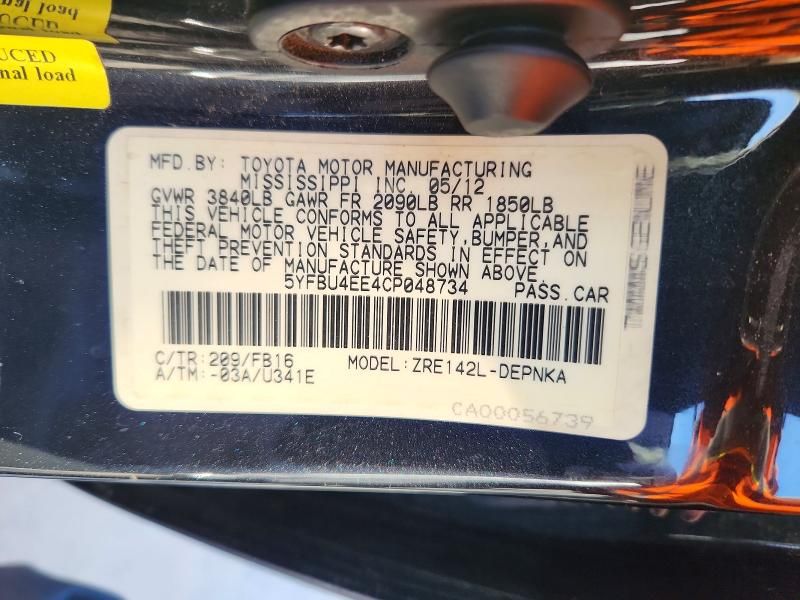 UCED
nal load
MFD.BY: TOYOTA MOTOR MANUFACTURING
MISSISSIPPI INC. 05/12
GVWR 3840LB GAWR FR 2090LB RR 1850LB
THIS VEHICLE CONFORMS TO ALL APPLICABLE
FEDERAL MOTOR VEHICLE SAFETY,BUMPER,AND
THEFT PREVENTION STANDARDS IN EFFECT ON
THE DATE OF MANUFACTURE SHOWN ABOVE.
5YFBU4EE4CP048734 PASS.CAR
C/TR:209/FB16 MODEL:ZRE142L-DEPNKA
A/TM:-03A/U341E
CA00056739